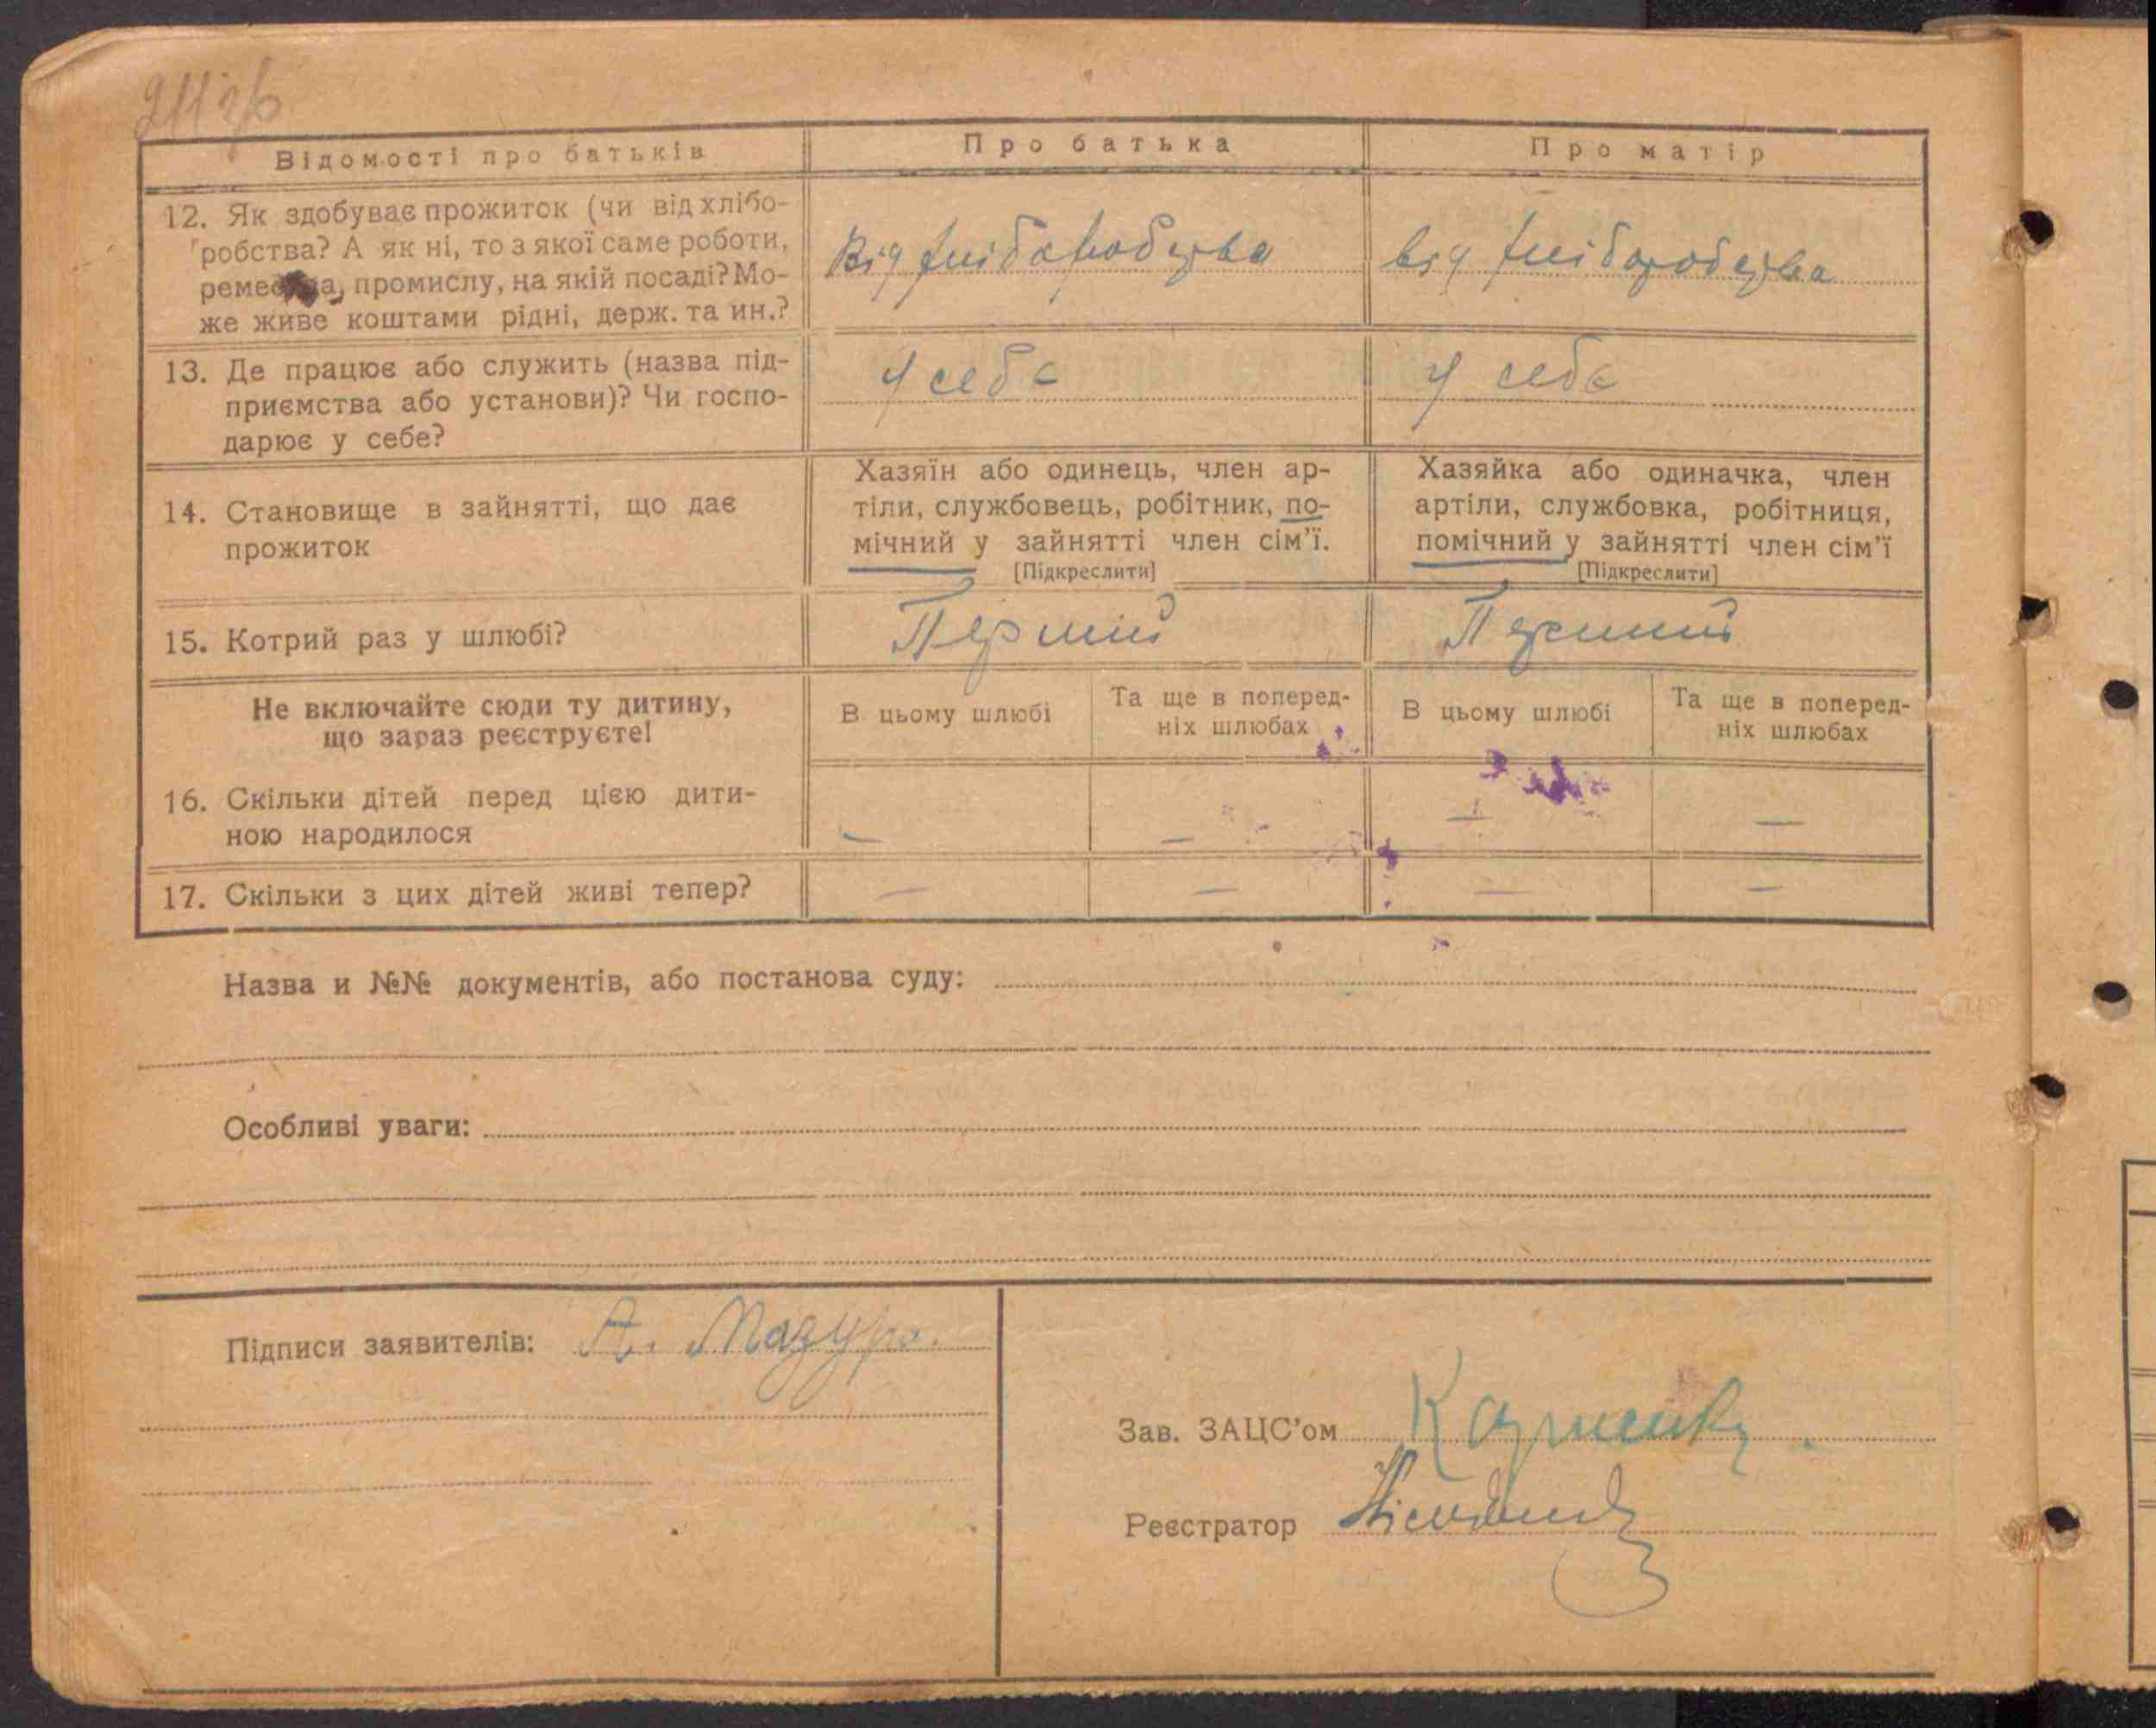 Відомості про батьків
Про батька
Про матір
12. Як здобуває прожиток (чи від хлібо-
робства? А як ні, то з якої саме роботи,
ремества, промислу, на якій посаді? Мо-
же живе коштами рідні, держ. та ин.?
Від хліборобства
від хліборобства
13. Де працює або служить (назва під-
приємства або установи)? Чи госпо-
дарює у себе?
У себе
У себе
14. Становище в зайнятті, що дає
прожиток
Хазяїн або одинець, член ар-
тіли, службовець, робітник, по-
мічний у зайнятті член сім’ї.
[Підкреслити]
Хазяйка або одиначка, член
артіли, службовка, робітниця,
помічний у зайнятті член сім’ї
[Підкреслити]
15. Котрий раз у шлюбі?
Перший
Перший
Не включайте сюди ту дитину,
що зараз реєструєте!
В цьому шлюбі
Та ще в поперед-
ніх шлюбах
В цьому шлюбі
Та ще в поперед-
ніх шлюбах
16. Скільки дітей перед цією дити-
ною народилося
— — — —
17. Скільки з цих дітей живі тепер?
— — — —
Назва и №№ документів, або постанова суду:
Особливі уваги:
Підписи заявителів: А. Мазур
Зав. ЗАЦС’ом
Реєстратор